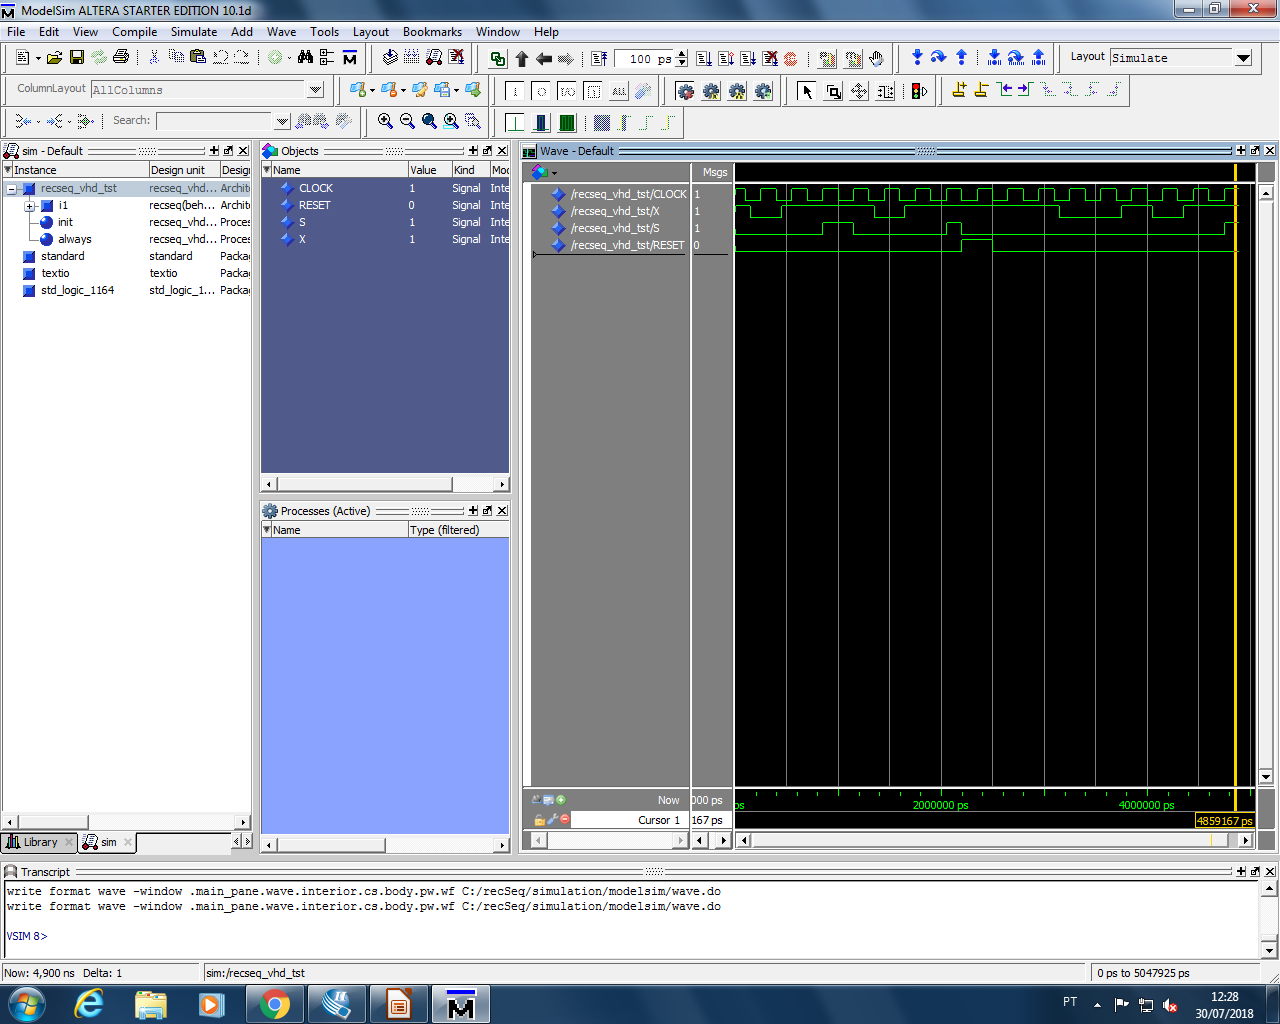 ModelSim ALTERA STARTER EDITION 10.1d
File Edit View Compile Simulate Add Wave Tools Layout Bookmarks Window Help
100 ps
Layout Simulate
ColumnLayout AllColumns
Search:
sim - Default
Instance Design unit Design
recseq_vhd_tst recseq_vhd... Archite
i1 recseq(beh... Archite
init recseq_vhd... Proces
always recseq_vhd... Proces
standard standard Packag
textio textio Packag
std_logic_1164 std_logic_1... Packag
Library sim
Objects
Name Value Kind Mo
CLOCK 1 Signal Inte
RESET 0 Signal Inte
S 1 Signal Inte
X 1 Signal Inte
Processes (Active)
Name Type (filtered)
Wave - Default
Msgs
/recseq_vhd_tst/CLOCK 1
/recseq_vhd_tst/X 1
/recseq_vhd_tst/S 1
/recseq_vhd_tst/RESET 0
Now 000 ps ps 2000000 ps 4000000 ps
Cursor 1 167 ps 4859167 ps
Transcript
write format wave -window .main_pane.wave.interior.cs.body.pw.wf C:/recSeq/simulation/modelsim/wave.do
write format wave -window .main_pane.wave.interior.cs.body.pw.wf C:/recSeq/simulation/modelsim/wave.do
VSIM 8>
Now: 4,900 ns Delta: 1 sim:/recseq_vhd_tst 0 ps to 5047925 ps
PT 12:28
30/07/2018